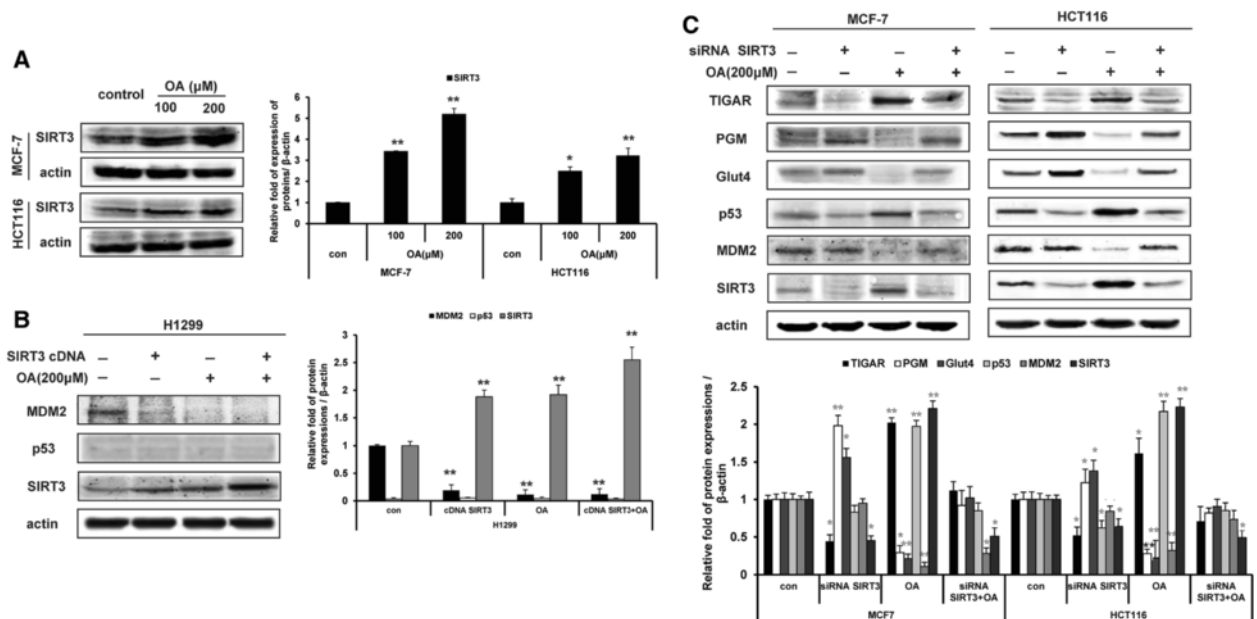 A
control
OA (μM)
100 200
MCF-7
SIRT3
actin
HCT116
SIRT3
actin
■SIRT3
Relative fold of expression of
proteins/ β-actin
6
5
4
3
2
1
0
** ** * **
con 100 200 con 100 200
OA(μM) OA(μM)
MCF-7 HCT116
B
H1299
SIRT3 cDNA – + – +
OA(200μM) – – + +
MDM2
p53
SIRT3
actin
■MDM2 □p53 ■SIRT3
Relative fold of protein
expressions / β-actin
3
2.5
2
1.5
1
0.5
0
** ** ** ** ** **
con cDNA SIRT3 OA cDNA SIRT3+OA
H1299
C
MCF-7 HCT116
siRNA SIRT3 – + – + – + – +
OA(200μM) – – + + – – + +
TIGAR
PGM
Glut4
p53
MDM2
SIRT3
actin
■TIGAR □PGM ■Glut4 □p53 ■MDM2 ■SIRT3
Relative fold of protein expressions /
β-actin
2.5
2
1.5
1
0.5
0
con siRNA SIRT3 OA siRNA SIRT3+OA con siRNA SIRT3 OA siRNA SIRT3+OA
MCF7 HCT116